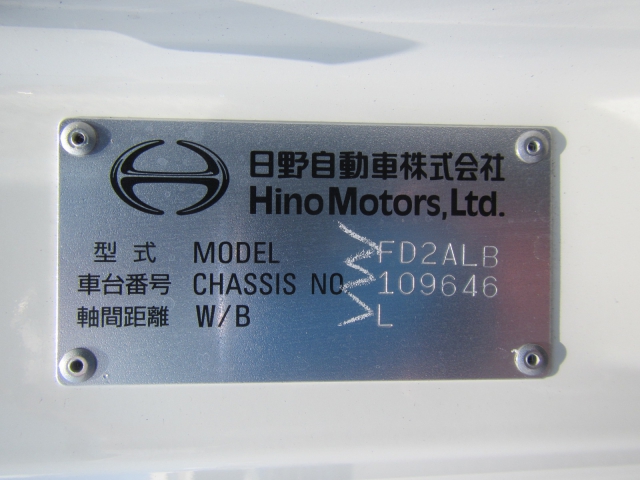 日野自動車株式会社
Hino Motors, Ltd.
型式 MODEL FD2ALB
車台番号 CHASSIS NO 109646
軸間距離 W/B L